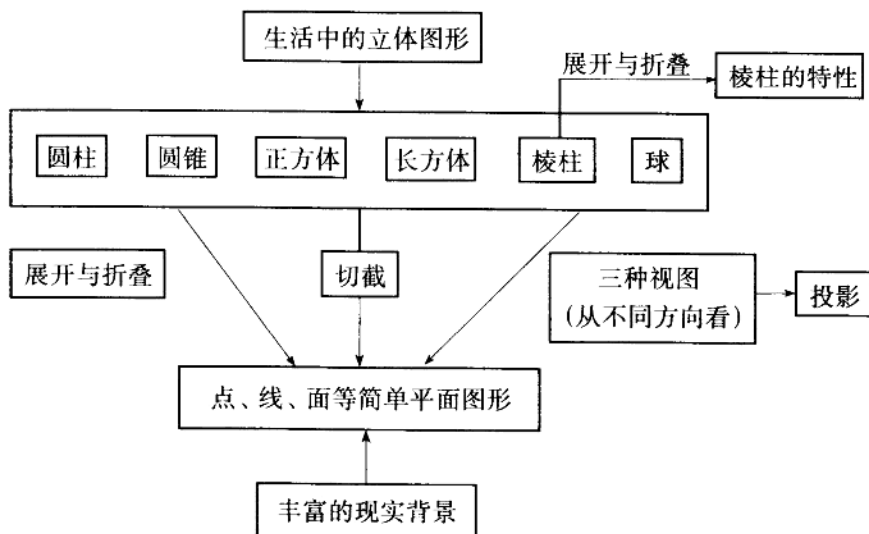 生活中的立体图形
展开与折叠
棱柱的特性
圆柱
圆锥
正方体
长方体
棱柱
球
展开与折叠
切截
三种视图
(从不同方向看)
投影
点、线、面等简单平面图形
丰富的现实背景